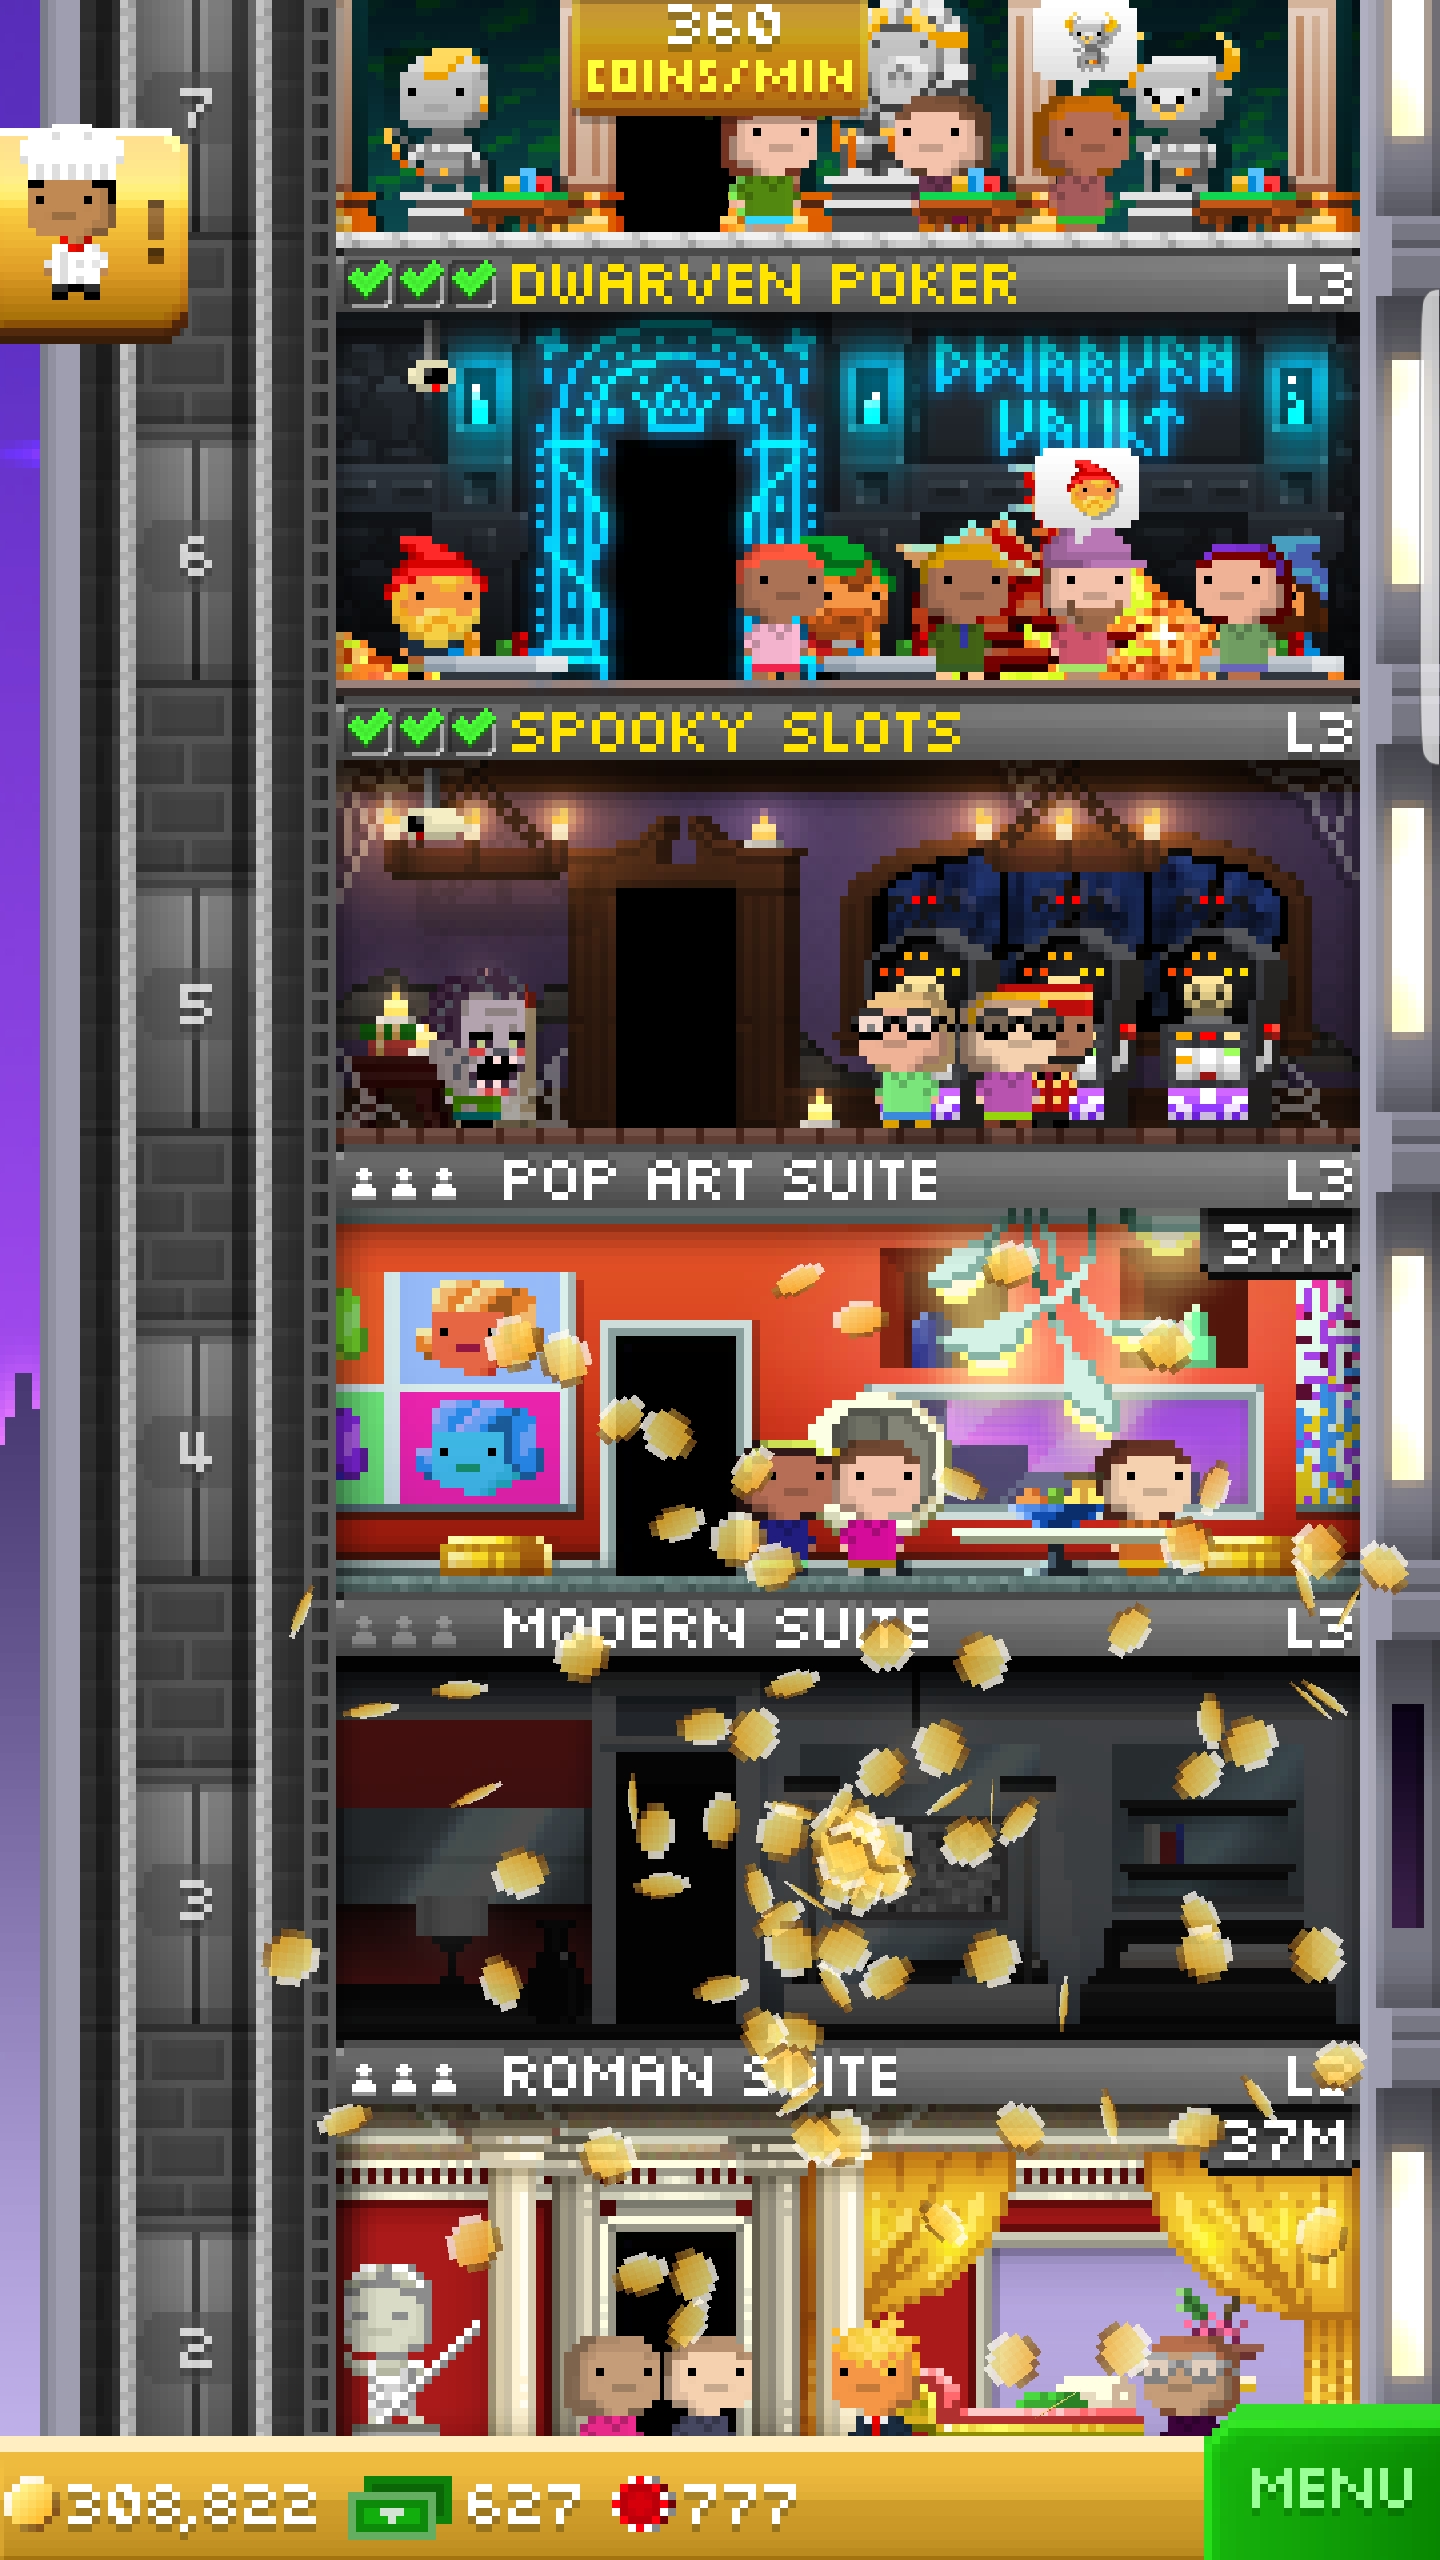 360
COINS/MIN
7
!
DWARVEN POKER L3
DWARVEN
VAULT
6
SPOOKY SLOTS L3
5
POP ART SUITE L3
37M
4
MODERN SUITE L3
3
ROMAN SUITE
37M
2
308,822 627 777 MENU